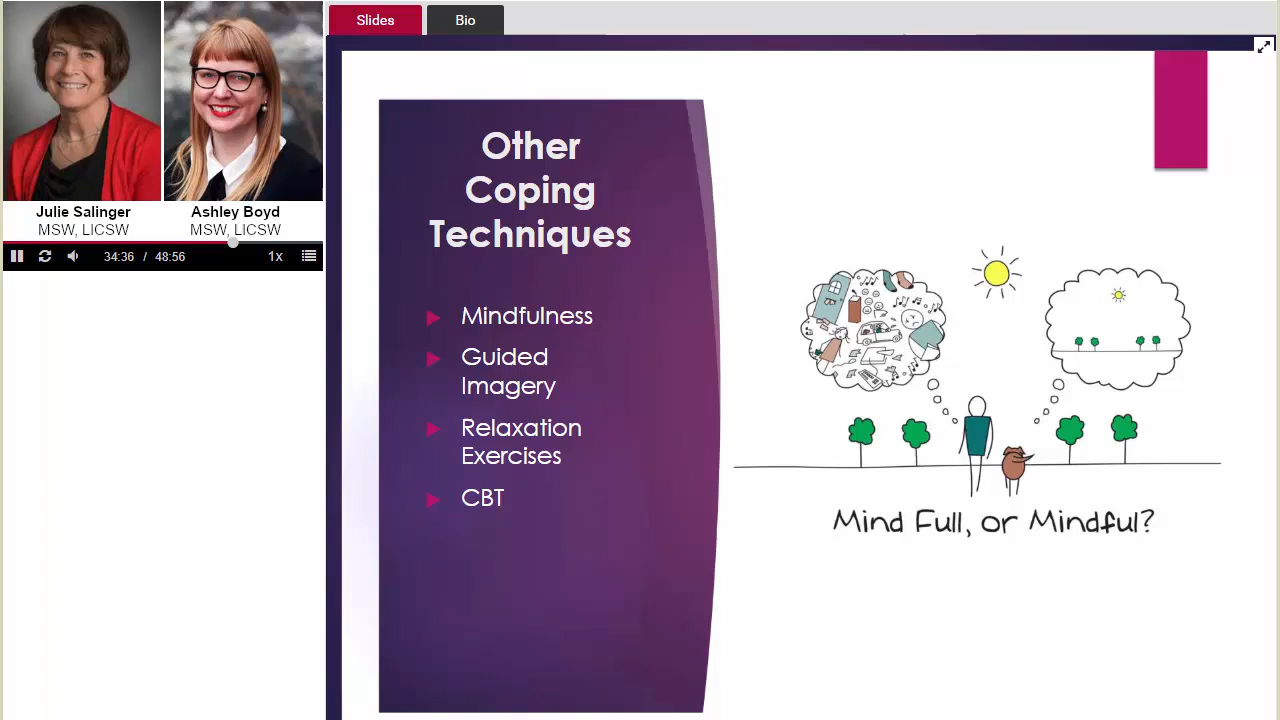 Slides
Bio
Julie Salinger
MSW, LICSW
Ashley Boyd
MSW, LICSW
34:36 / 48:56
1x
Other
Coping
Techniques
Mindfulness
Guided
Imagery
Relaxation
Exercises
CBT
Mind Full, or Mindful?